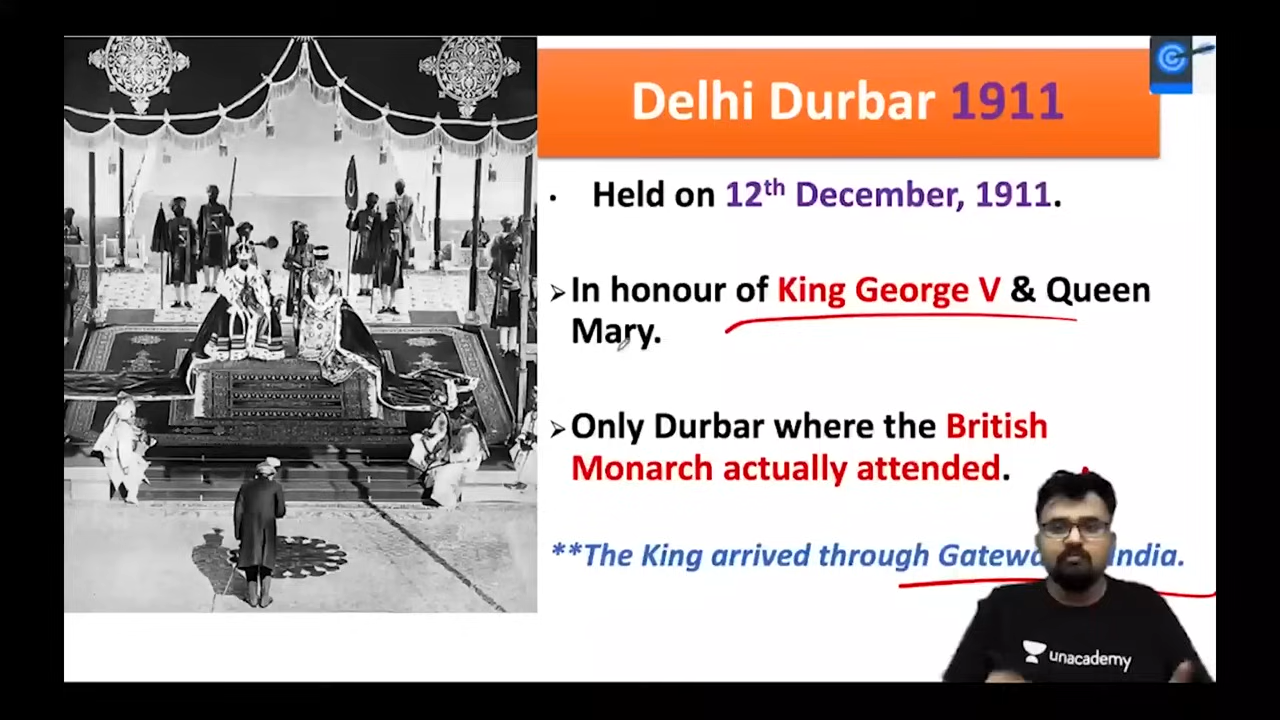 Delhi Durbar 1911
Held on 12th December, 1911.
In honour of King George V & Queen
Mary.
Only Durbar where the British
Monarch actually attended.
**The King arrived through Gatew India.
unacademy